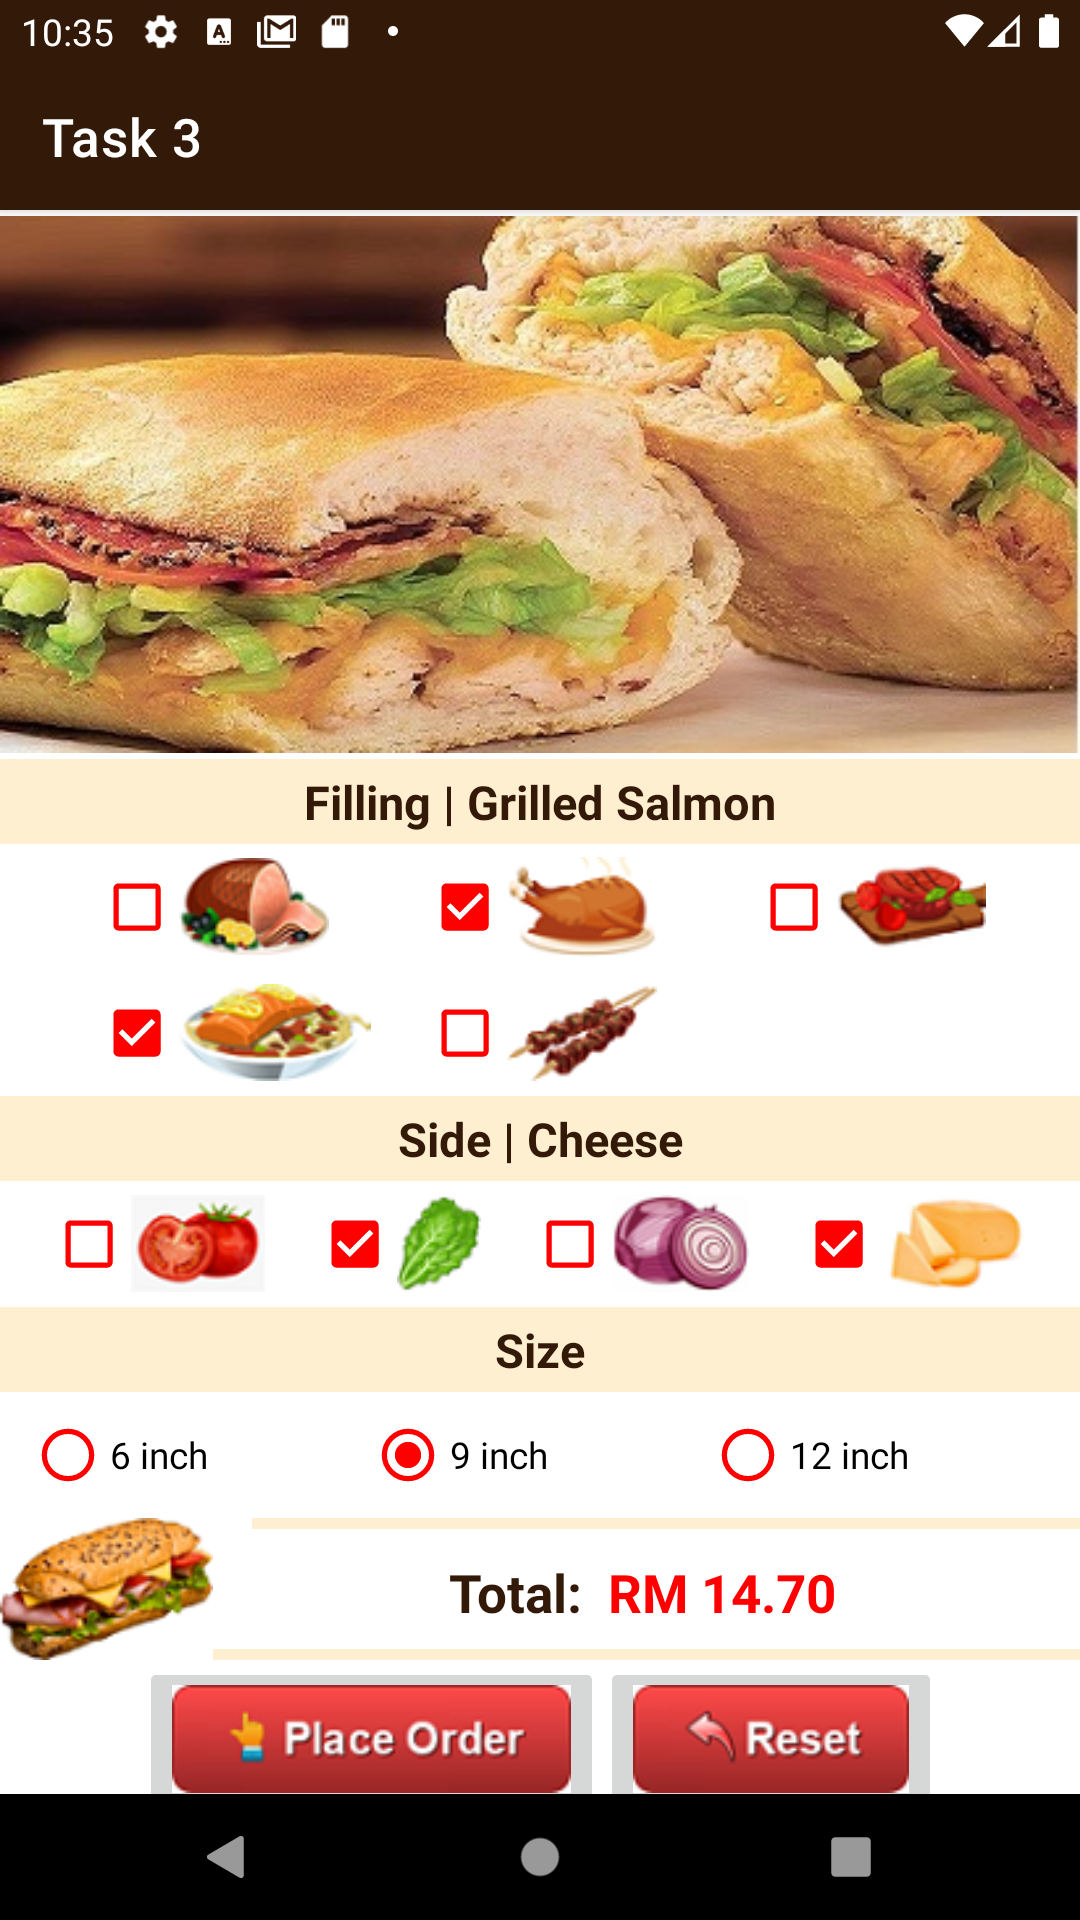 10:35
Task 3
Filling | Grilled Salmon
Side | Cheese
Size
6 inch
9 inch
12 inch
Total: RM 14.70
Place Order
Reset